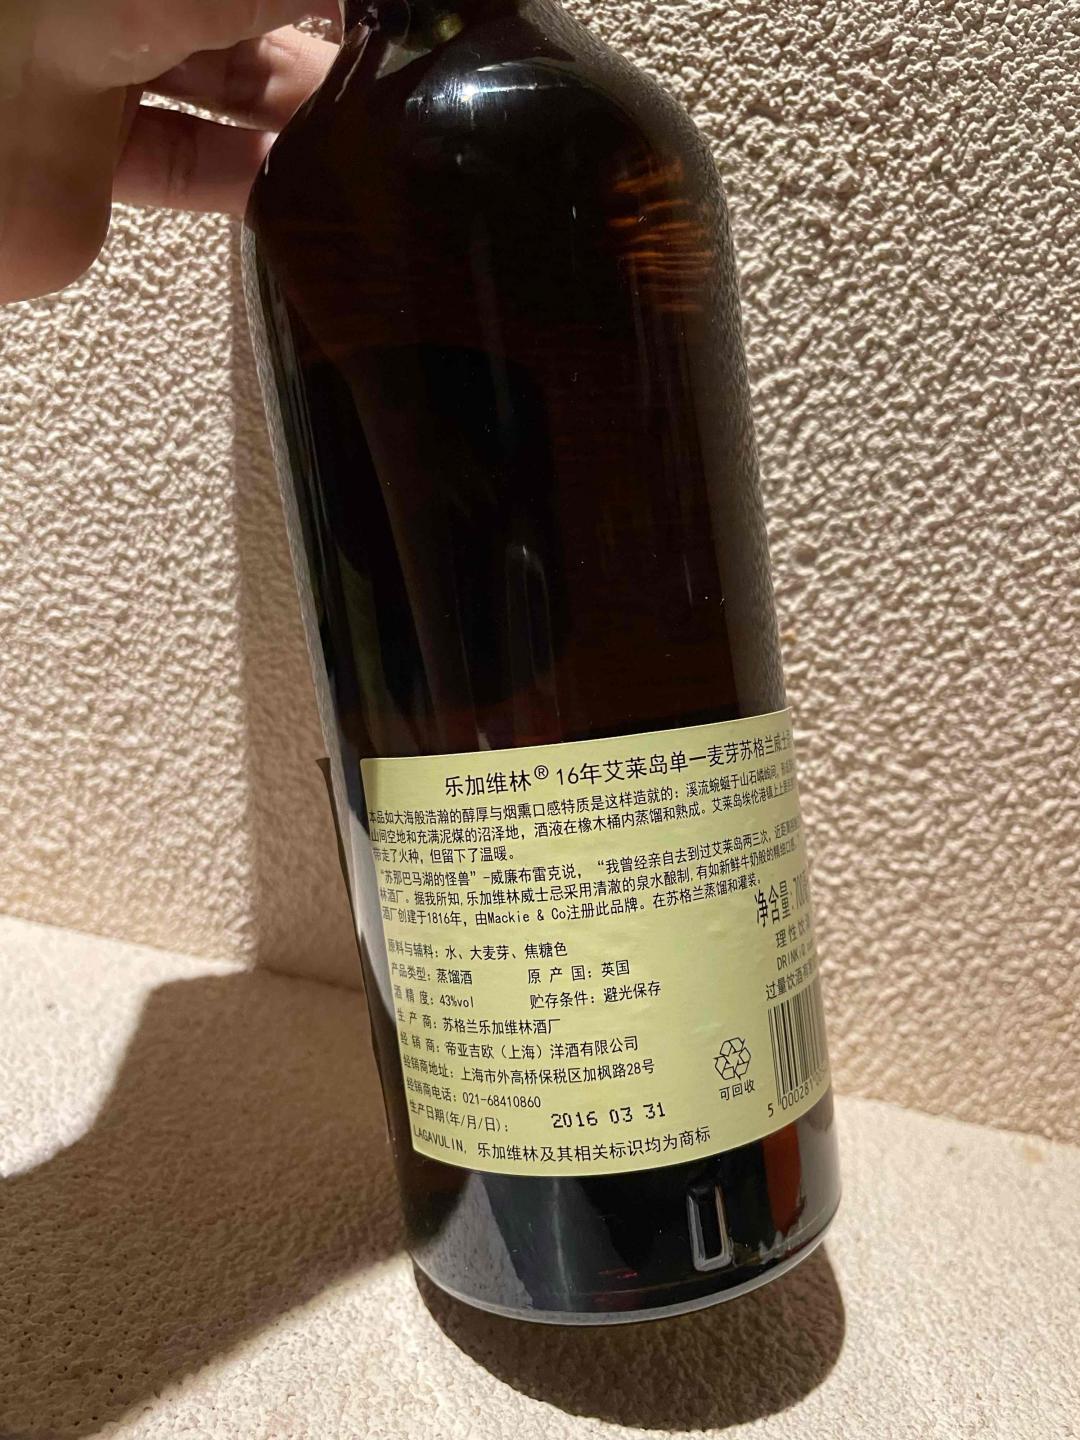 乐加维林® 16年艾莱岛单一麦芽苏格兰威士忌
本品如大海般浩瀚的醇厚与烟熏口感特质是这样造就的：溪流蜿蜒于山石嶙峋间，
山间空地和充满泥煤的沼泽地，酒液在橡木桶内蒸馏和熟成。艾莱岛埃伦港镇上
带走了火种，但留下了温暖。
“苏那巴马湖的怪兽”-威廉布雷克说，“我曾经亲自去到过艾莱岛两三次，近距离
林酒厂。据我所知,乐加维林威士忌采用清澈的泉水酿制,有如新鲜牛奶般的精细口感。
酒厂创建于1816年，由Mackie & Co注册此品牌。在苏格兰蒸馏和灌装。
原料与辅料：水、大麦芽、焦糖色
产品类型：蒸馏酒 原 产 国：英国
酒 精 度：43%vol 贮存条件：避光保存
生 产 商：苏格兰乐加维林酒厂
经 销 商：帝亚吉欧（上海）洋酒有限公司
经销商地址：上海市外高桥保税区加枫路28号
经销商电话：021-68410860
生产日期(年/月/日)： 2016 03 31
LAGAVULIN, 乐加维林及其相关标识均为商标
净含量：700
理性饮
DRINKiQ.co
过量饮酒有
可回收
5 000281